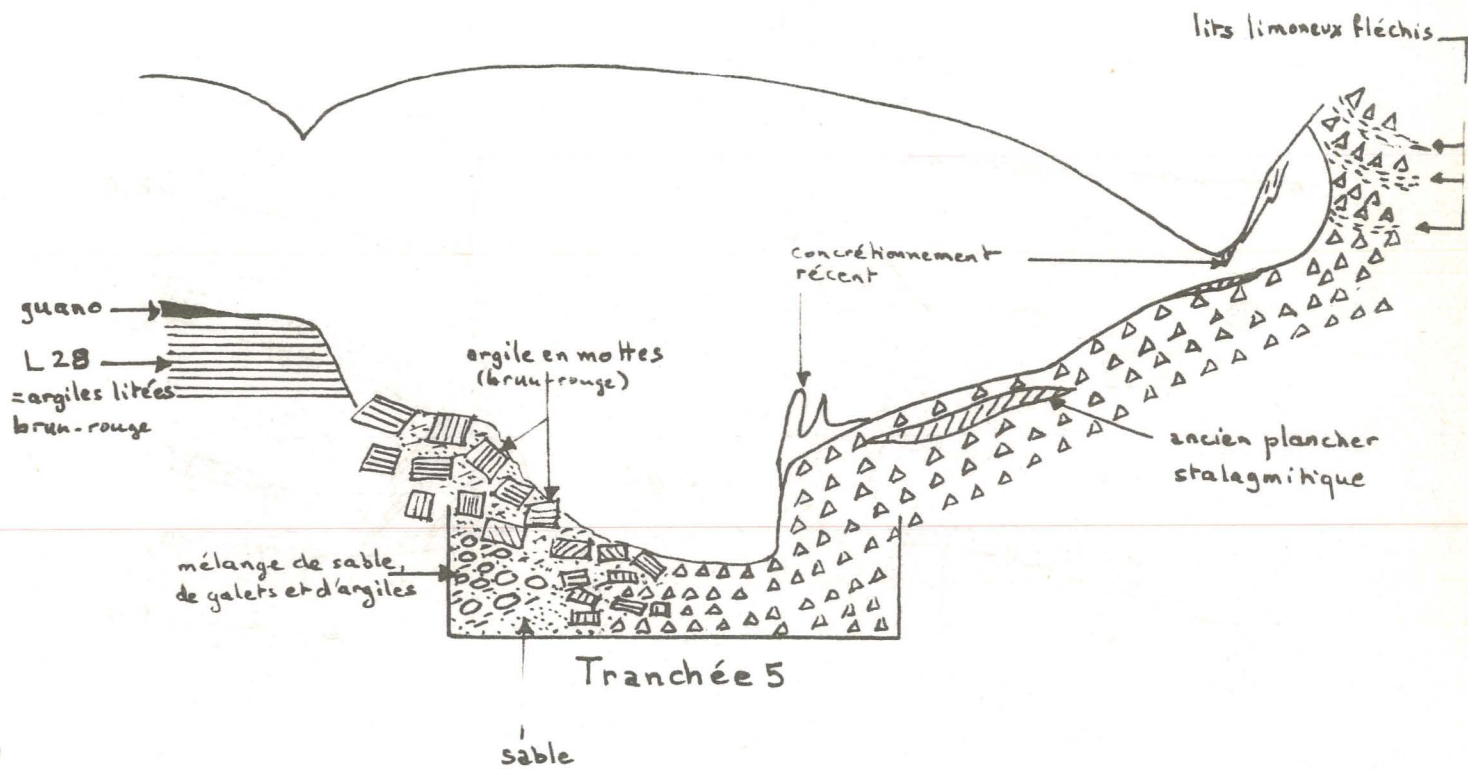 lits limoneux fléchis
concrétionnement
récent
guano
L 28
=argiles litées
brun-rouge
argile en mottes
(brun-rouge)
ancien plancher
stalagmitique
mélange de sable,
de galets et d'argiles
Tranchée 5
sable